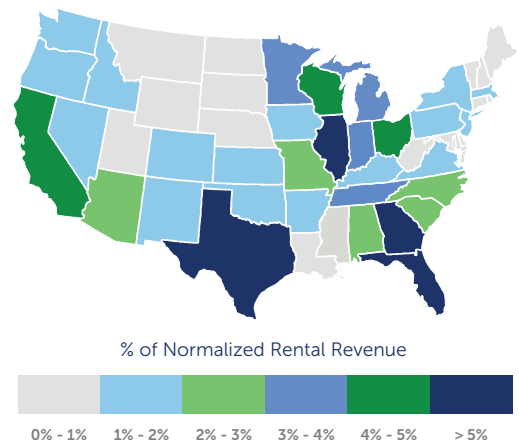 % of Normalized Rental Revenue
0% - 1% 1% - 2% 2% - 3% 3% - 4% 4% - 5% > 5%